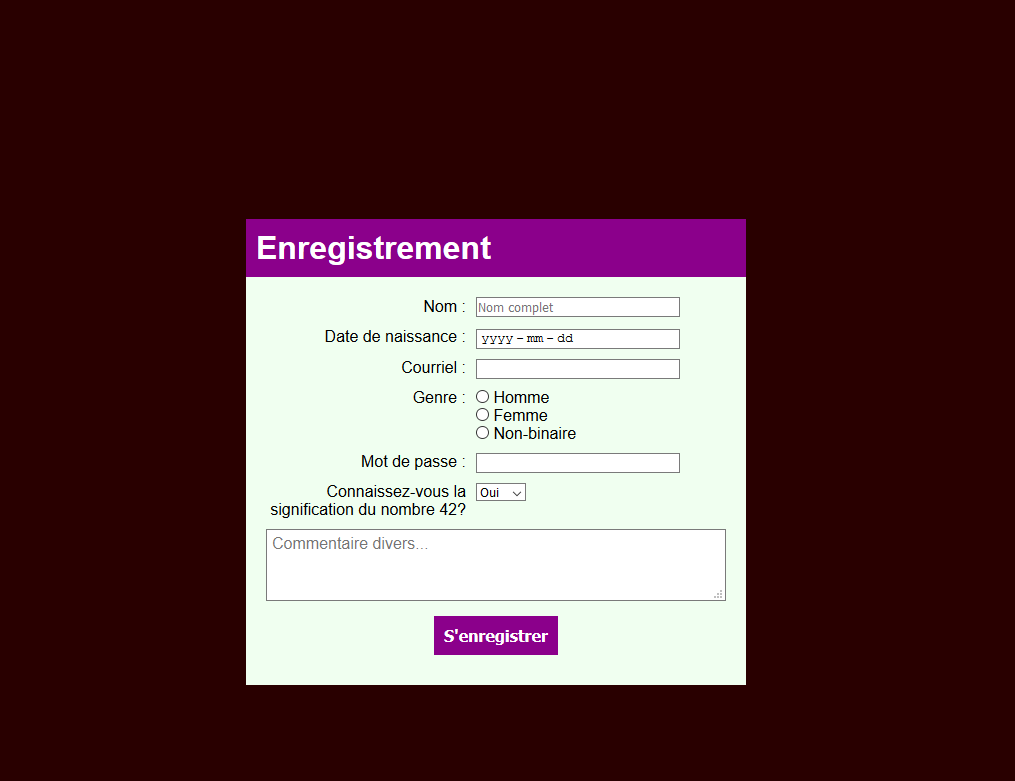 Enregistrement
Nom : Nom complet
Date de naissance : yyyy - mm - dd
Courriel :
Genre : Homme
Femme
Non-binaire
Mot de passe :
Connaissez-vous la Oui
signification du nombre 42?
Commentaire divers...
S'enregistrer